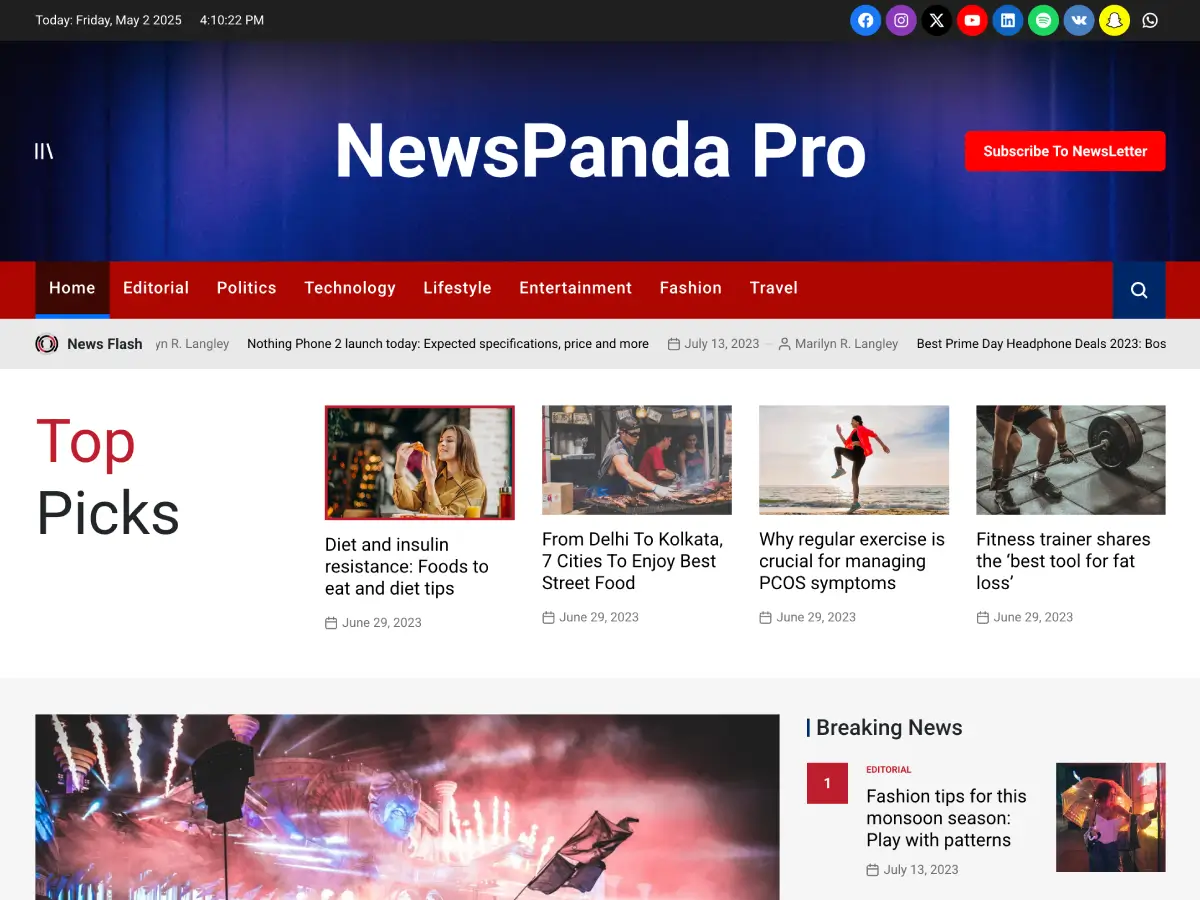 Today: Friday, May 2 2025 4:10:22 PM
NewsPanda Pro
Subscribe To NewsLetter
Home Editorial Politics Technology Lifestyle Entertainment Fashion Travel
News Flash yn R. Langley Nothing Phone 2 launch today: Expected specifications, price and more July 13, 2023 Marilyn R. Langley Best Prime Day Headphone Deals 2023: Bos
Top
Picks
Diet and insulin
resistance: Foods to
eat and diet tips
June 29, 2023
From Delhi To Kolkata,
7 Cities To Enjoy Best
Street Food
June 29, 2023
Why regular exercise is
crucial for managing
PCOS symptoms
June 29, 2023
Fitness trainer shares
the ‘best tool for fat
loss’
June 29, 2023
Breaking News
1
EDITORIAL
Fashion tips for this
monsoon season:
Play with patterns
July 13, 2023